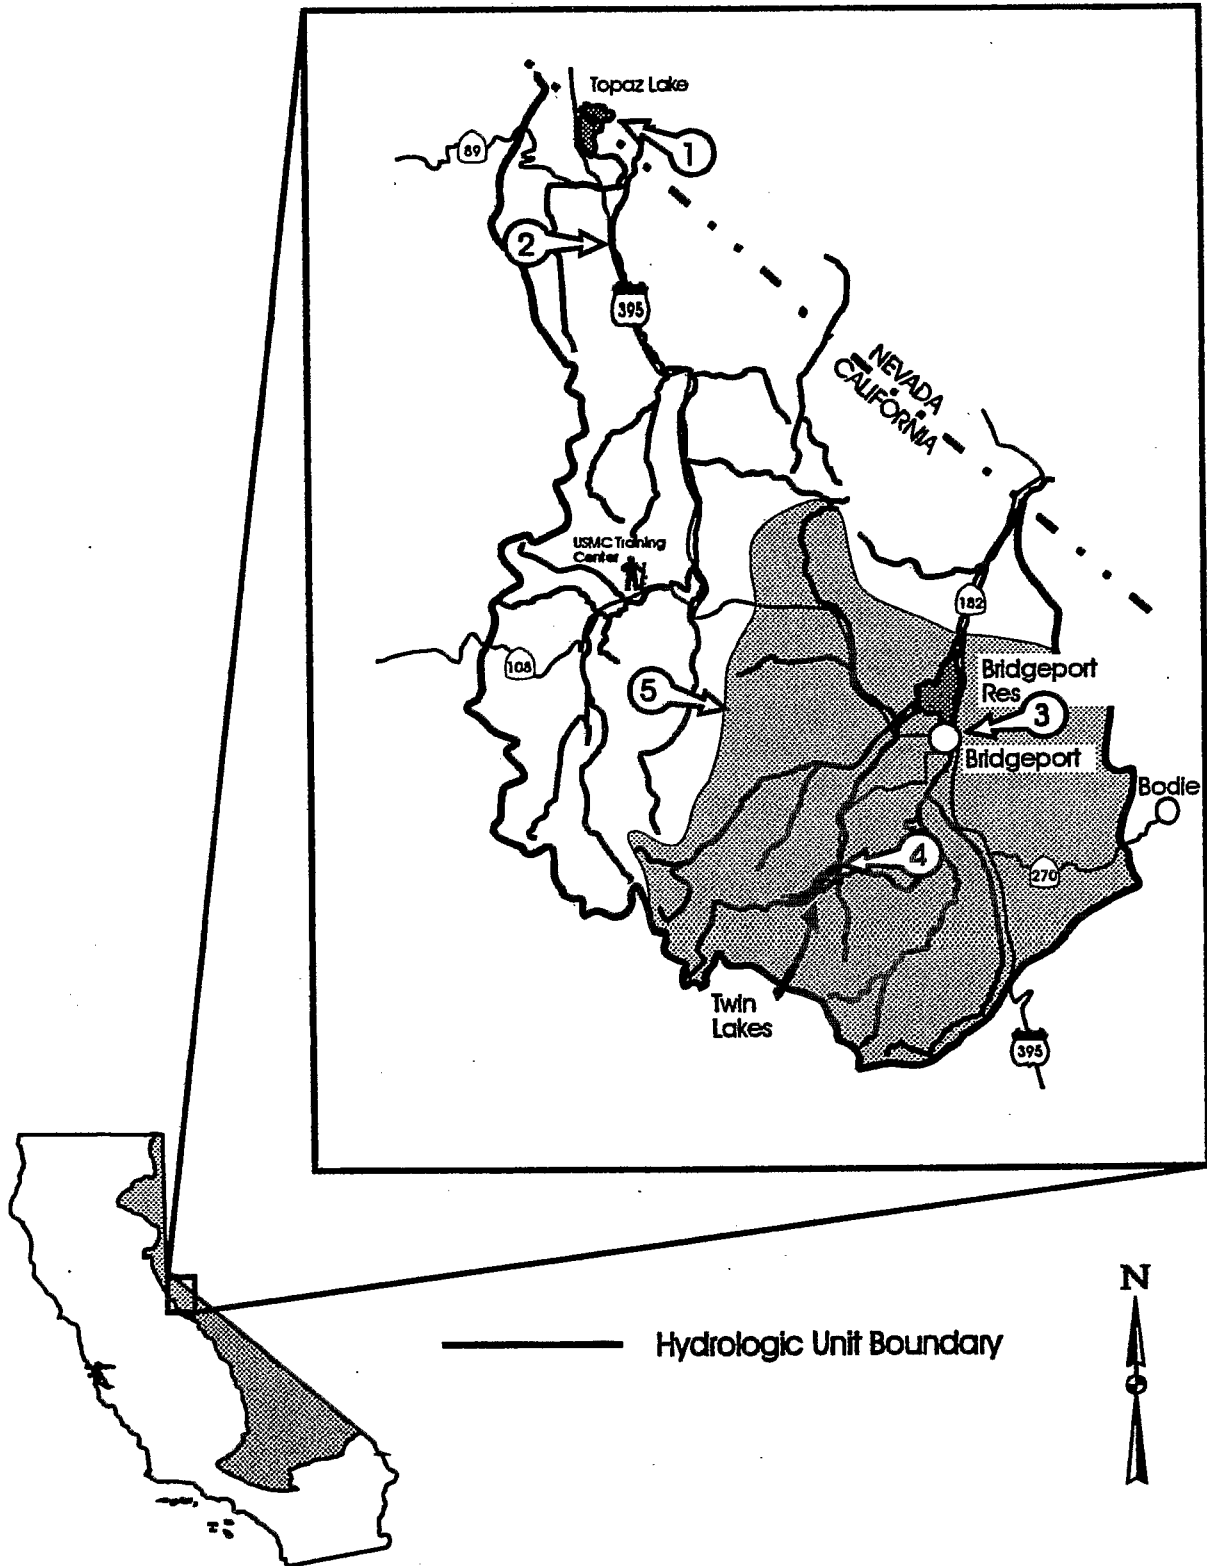 Topaz Lake
1
89
2
395
NEVADA
CALIFORNIA
USMC Training
Center
182
108
Bridgeport
Res
5
3
Bridgeport
Bodie
4
270
Twin
Lakes
395
N
Hydrologic Unit Boundary